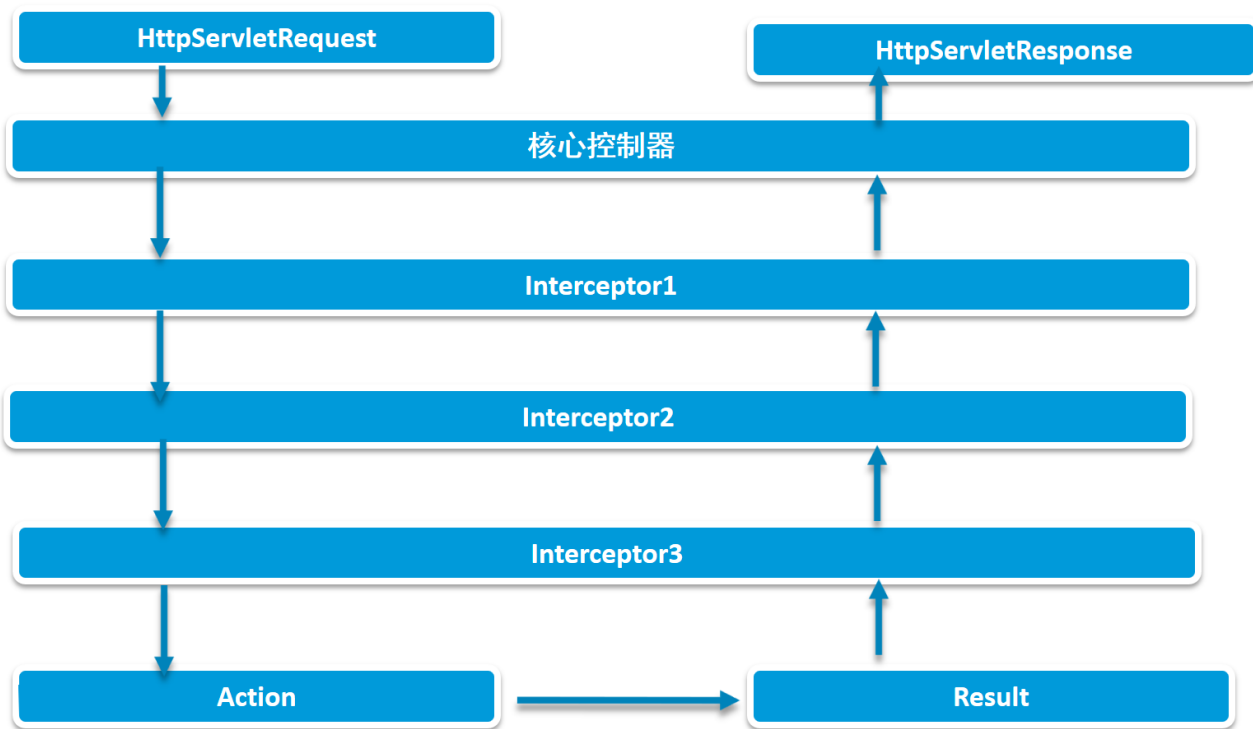 HttpServletRequest
HttpServletResponse
核心控制器
Interceptor1
Interceptor2
Interceptor3
Action
Result